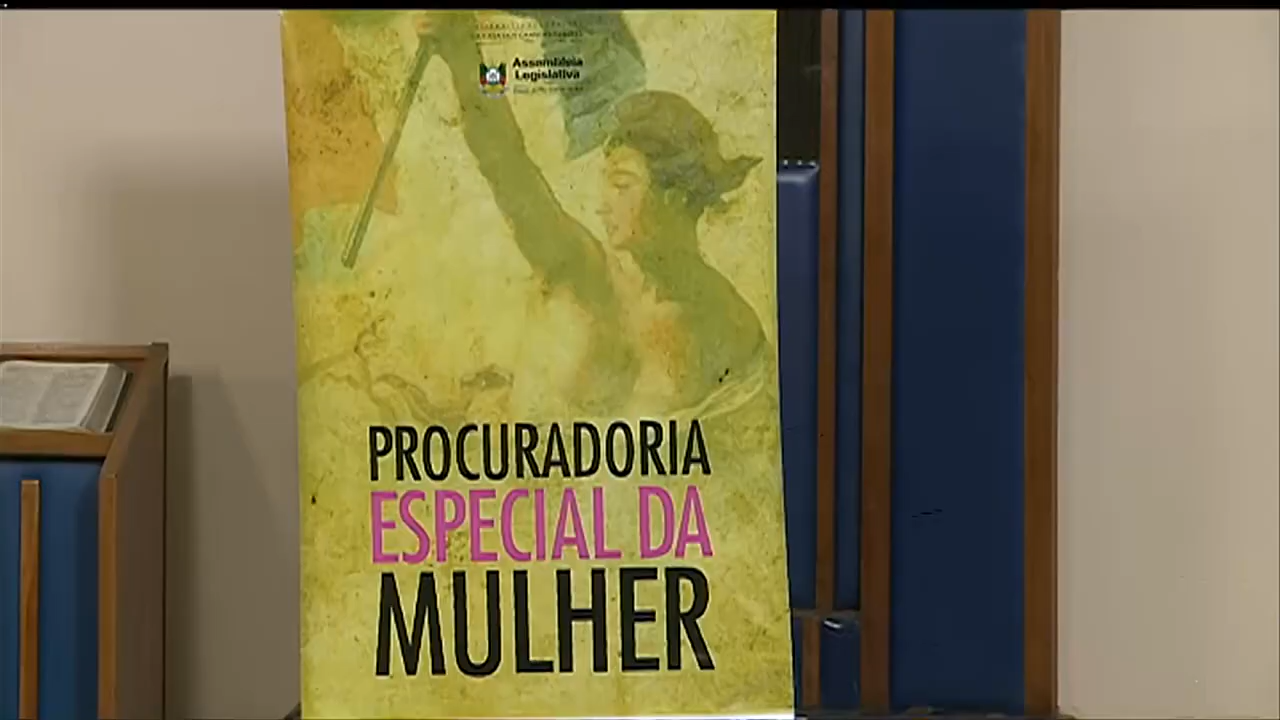 Assembleia
Legislativa
PROCURADORIA
ESPECIAL DA
MULHER